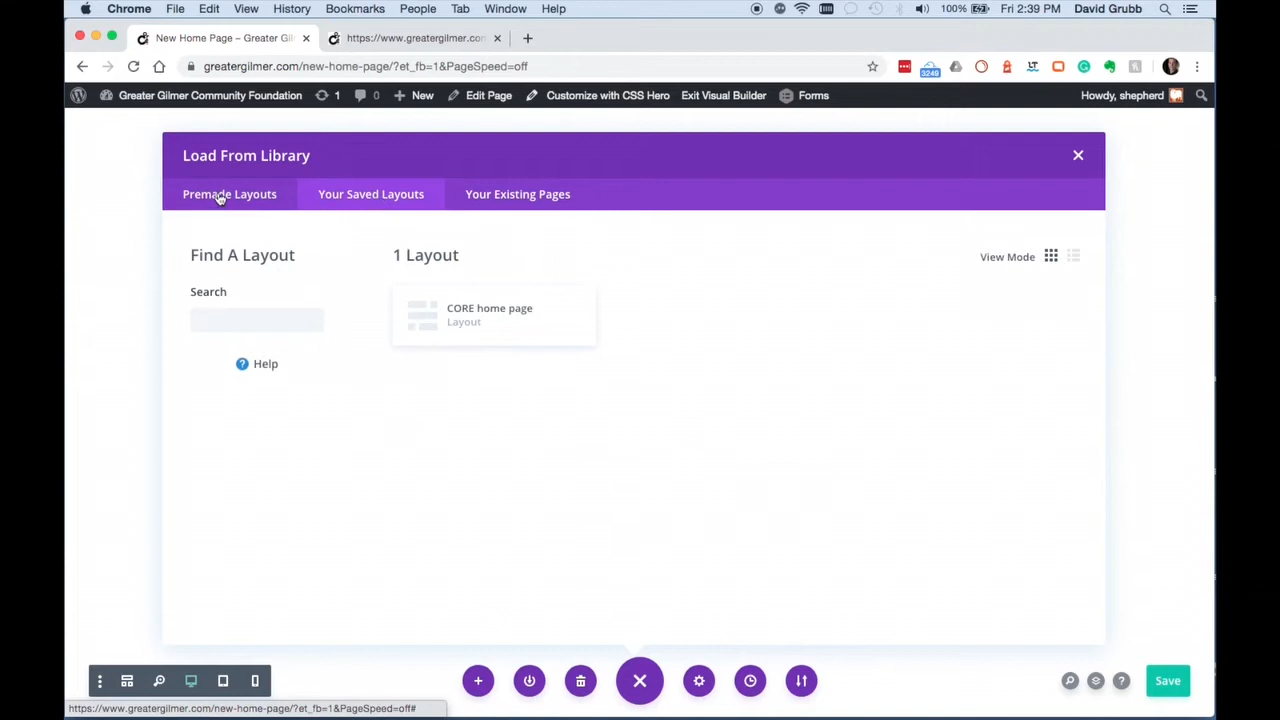 Chrome File Edit View History Bookmarks People Tab Window Help 100% Fri 2:39 PM David Grubb
New Home Page – Greater Gil
https://www.greatergilmer.con
greatergilmer.com/new-home-page/?et_fb=1&PageSpeed=off
3249 LT
Greater Gilmer Community Foundation 1 0 New Edit Page Customize with CSS Hero Exit Visual Builder Forms Howdy, shepherd
Load From Library
Premade Layouts Your Saved Layouts Your Existing Pages
Find A Layout 1 Layout View Mode
Search
CORE home page
Layout
Help
Save
https://www.greatergilmer.com/new-home-page/?et_fb=1&PageSpeed=off#